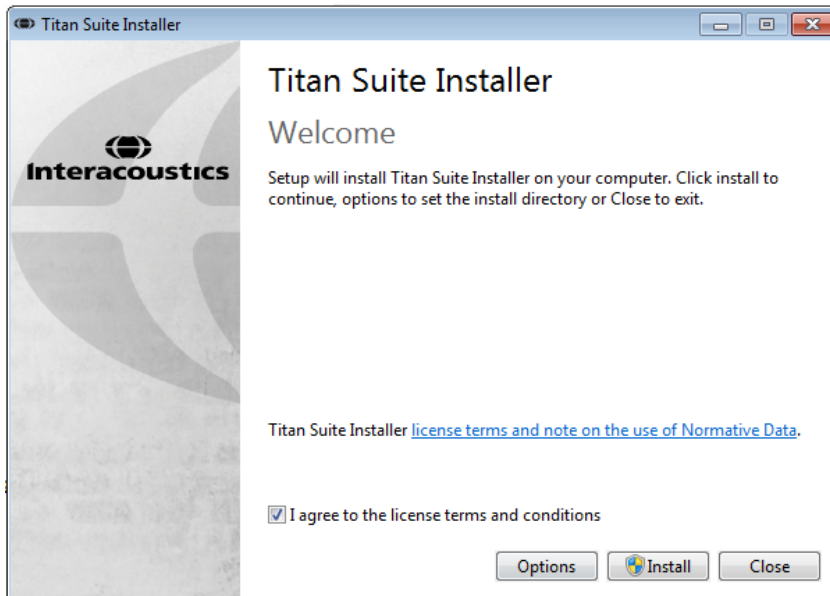 Titan Suite Installer
Titan Suite Installer
Welcome
Interacoustics
Setup will install Titan Suite Installer on your computer. Click install to
continue, options to set the install directory or Close to exit.
Titan Suite Installer license terms and note on the use of Normative Data.
I agree to the license terms and conditions
Options
Install
Close